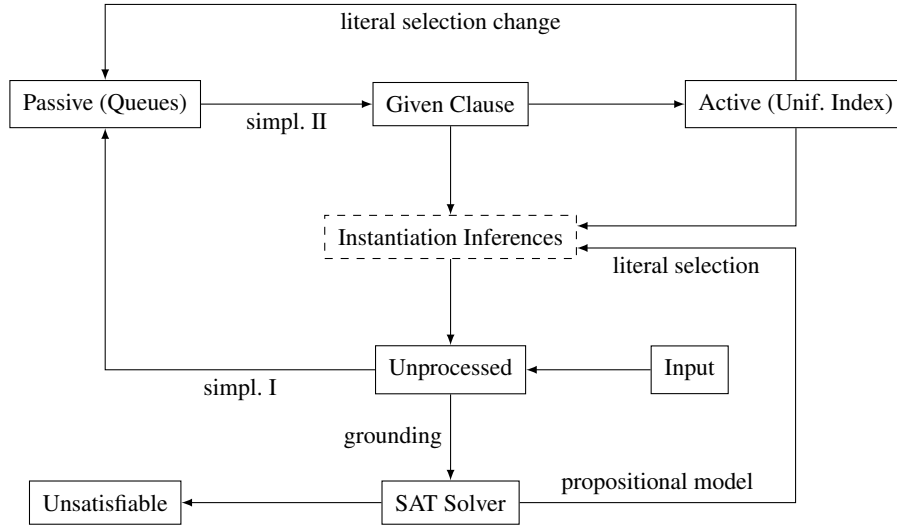 literal selection change
Passive (Queues)
Given Clause
Active (Unif. Index)
simpl. II
Instantiation Inferences
literal selection
Unprocessed
Input
simpl. I
grounding
propositional model
Unsatisfiable
SAT Solver